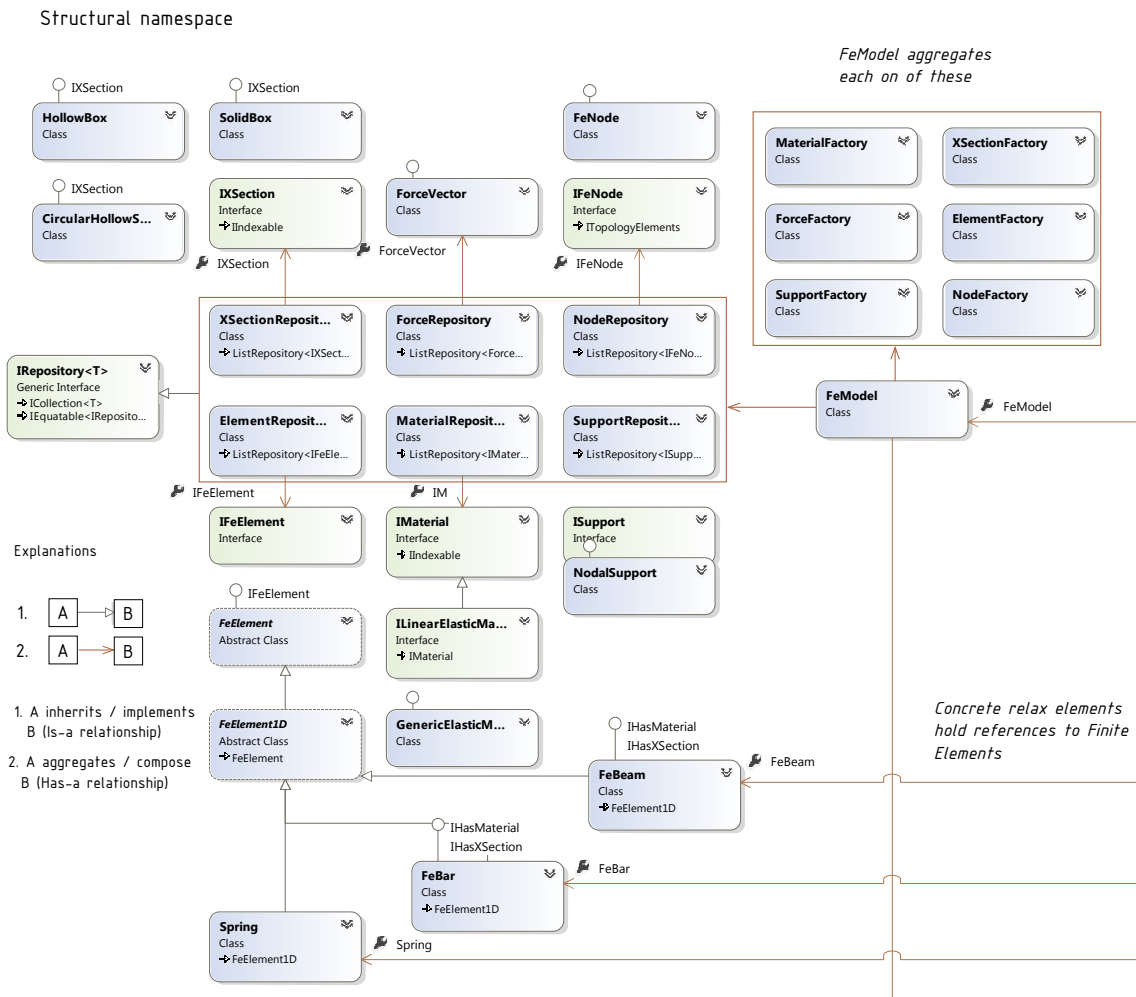 Structural namespace
FeModel aggregates
each on of these
IXSection
HollowBox
Class
IXSection
SolidBox
Class
FeNode
Class
MaterialFactory
Class
XSectionFactory
Class
IXSection
CircularHollowS...
Class
IXSection
Interface
IIndexable
ForceVector
Class
IFeNode
Interface
ITopologyElements
ForceFactory
Class
ElementFactory
Class
IXSection
ForceVector
IFeNode
SupportFactory
Class
NodeFactory
Class
XSectionReposit...
Class
ListRepository<IXSect...
ForceRepository
Class
ListRepository<Force...
NodeRepository
Class
ListRepository<IFeNo...
IRepository<T>
Generic Interface
ICollection<T>
IEquatable<IReposito...
FeModel
Class
FeModel
ElementReposit...
Class
ListRepository<IFeEle...
MaterialReposit...
Class
ListRepository<IMater...
SupportReposit...
Class
ListRepository<ISupp...
IFeElement
IM
IFeElement
Interface
IMaterial
Interface
IIndexable
ISupport
Interface
NodalSupport
Class
Explanations
1. A B
2. A B
1. A inherrits / implements
B (Is-a relationship)
2. A aggregates / compose
B (Has-a relationship)
IFeElement
FeElement
Abstract Class
ILinearElasticMa...
Interface
IMaterial
FeElement1D
Abstract Class
FeElement
GenericElasticM...
Class
Concrete relax elements
hold references to Finite
Elements
IHasMaterial
IHasXSection
FeBeam
Class
FeElement1D
FeBeam
IHasMaterial
IHasXSection
FeBar
Class
FeElement1D
FeBar
Spring
Class
FeElement1D
Spring